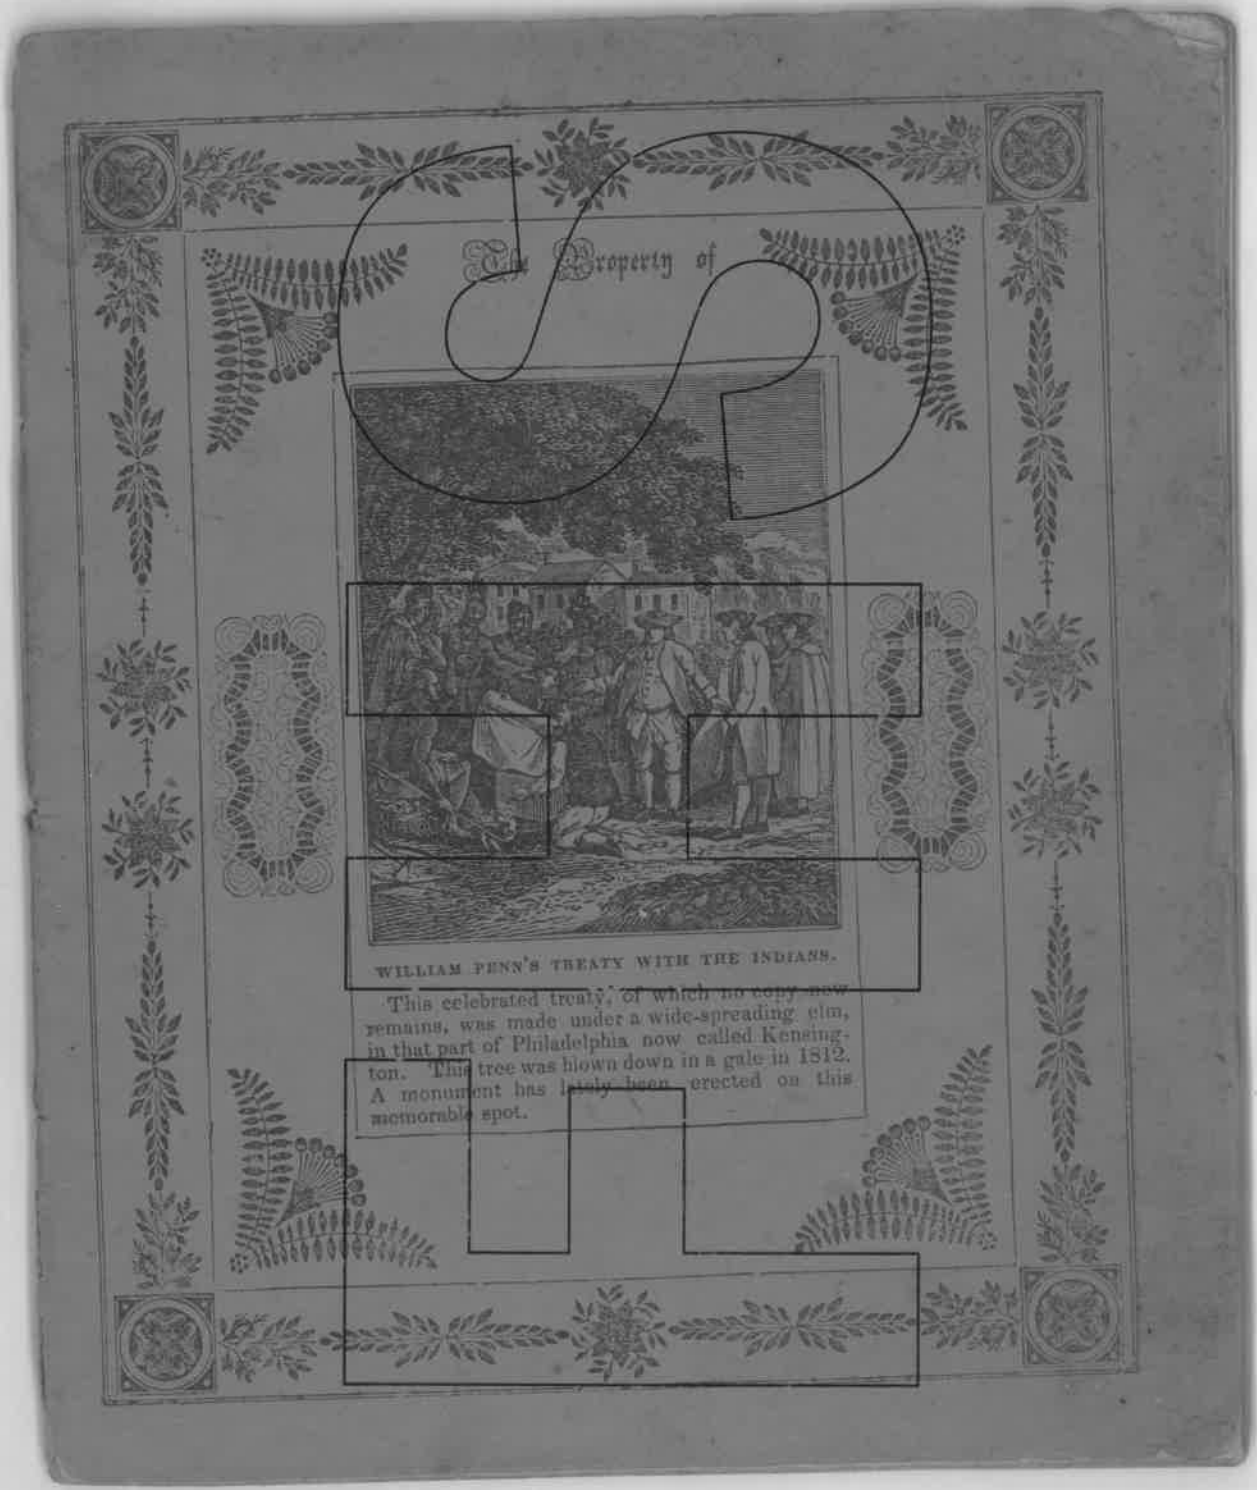 The Property of
WILLIAM PENN'S TREATY WITH THE INDIANS.
This celebrated treaty, of which no copy now
remains, was made under a wide-spreading elm,
in that part of Philadelphia now called Kensing-
ton. This tree was blown down in a gale in 1812.
A monument has lately been erected on this
memorable spot.
FHS